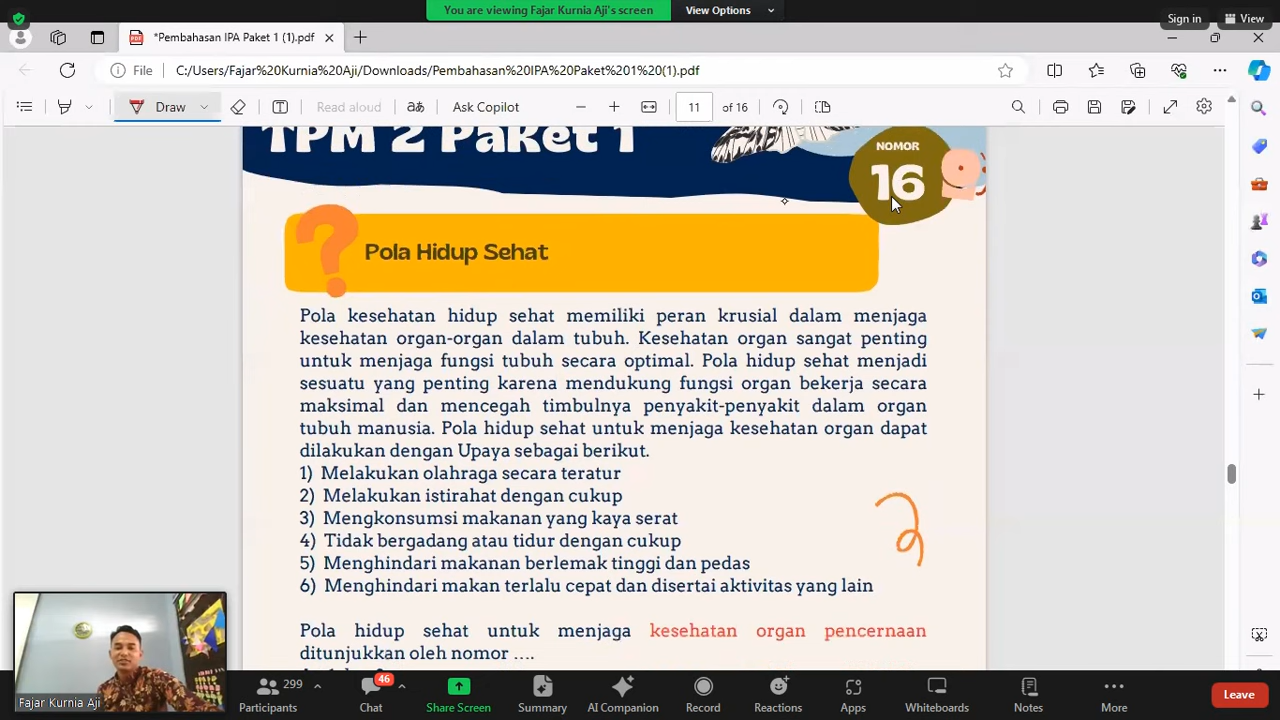 You are viewing Fajar Kurnia Aji's screen
View Options
Sign in
View
*Pembahasan IPA Paket 1 (1).pdf
File
C:/Users/Fajar%20Kurnia%20Aji/Downloads/Pembahasan%20IPA%20Paket%201%20(1).pdf
Draw
Read aloud
aあ
Ask Copilot
11
of 16
TPM 2 Paket 1
NOMOR
16
?
Pola Hidup Sehat
Pola kesehatan hidup sehat memiliki peran krusial dalam menjaga
kesehatan organ-organ dalam tubuh. Kesehatan organ sangat penting
untuk menjaga fungsi tubuh secara optimal. Pola hidup sehat menjadi
sesuatu yang penting karena mendukung fungsi organ bekerja secara
maksimal dan mencegah timbulnya penyakit-penyakit dalam organ
tubuh manusia. Pola hidup sehat untuk menjaga kesehatan organ dapat
dilakukan dengan Upaya sebagai berikut.
1) Melakukan olahraga secara teratur
2) Melakukan istirahat dengan cukup
3) Mengkonsumsi makanan yang kaya serat
4) Tidak bergadang atau tidur dengan cukup
5) Menghindari makanan berlemak tinggi dan pedas
6) Menghindari makan terlalu cepat dan disertai aktivitas yang lain
Pola hidup sehat untuk menjaga kesehatan organ pencernaan
ditunjukkan oleh nomor ....
Fajar Kurnia Aji
299
Participants
46
Chat
Share Screen
Summary
AI Companion
Record
Reactions
Apps
Whiteboards
Notes
More
Leave